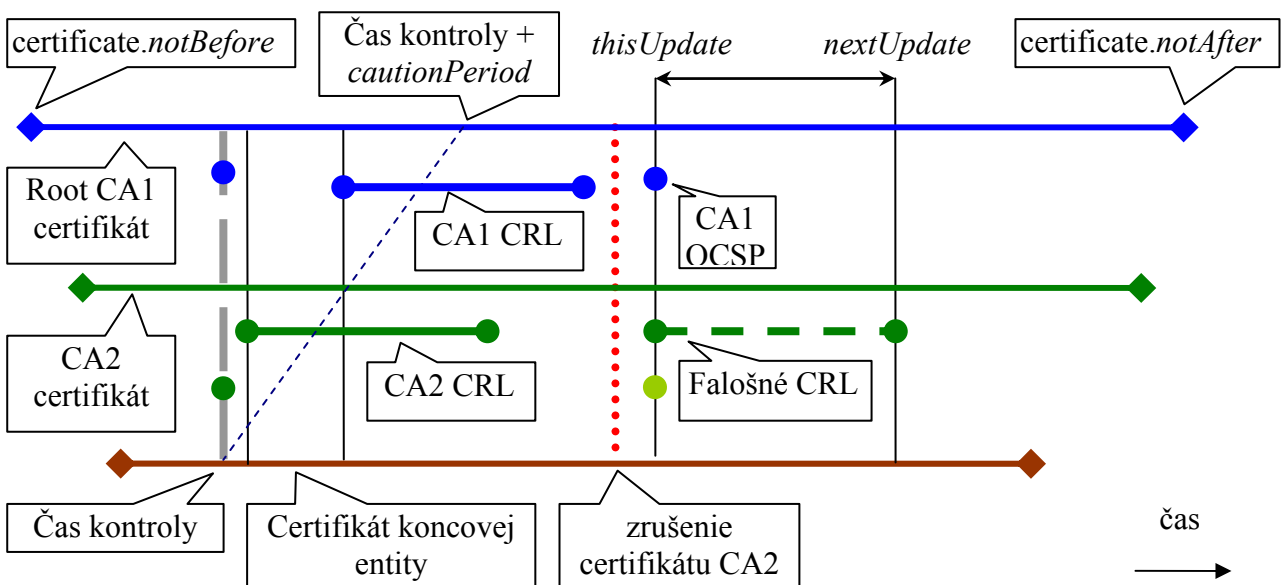 certificate.notBefore
Čas kontroly +
cautionPeriod
thisUpdate
nextUpdate
certificate.notAfter
Root CA1
certifikát
CA1 CRL
CA1
OCSP
CA2
certifikát
CA2 CRL
Falošné CRL
Čas kontroly
Certifikát koncovej
entity
zrušenie
certifikátu CA2
čas